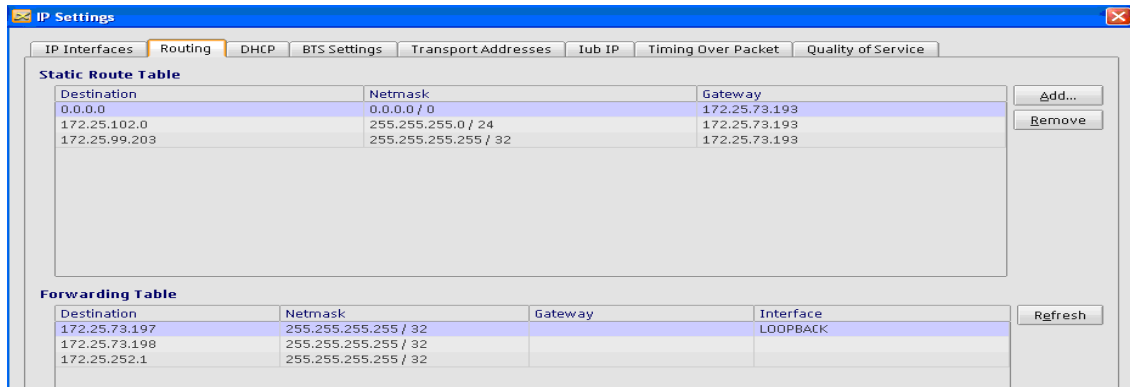 IP Settings
IP Interfaces Routing DHCP BTS Settings Transport Addresses Iub IP Timing Over Packet Quality of Service
Static Route Table
Destination Netmask Gateway
Add...
0.0.0.0 0.0.0.0 / 0 172.25.73.193
172.25.102.0 255.255.255.0 / 24 172.25.73.193
Remove
172.25.99.203 255.255.255.255 / 32 172.25.73.193
Forwarding Table
Destination Netmask Gateway Interface
Refresh
172.25.73.197 255.255.255.255 / 32 LOOPBACK
172.25.73.198 255.255.255.255 / 32
172.25.252.1 255.255.255.255 / 32